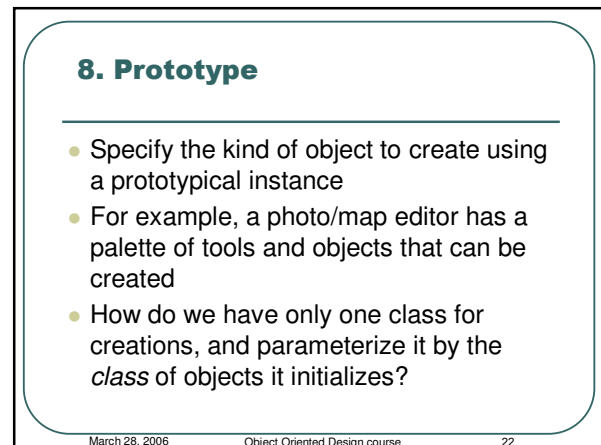 8. Prototype
Specify the kind of object to create using
a prototypical instance
For example, a photo/map editor has a
palette of tools and objects that can be
created
How do we have only one class for
creations, and parameterize it by the
class of objects it initializes?
March 28, 2006 Object Oriented Design course 22